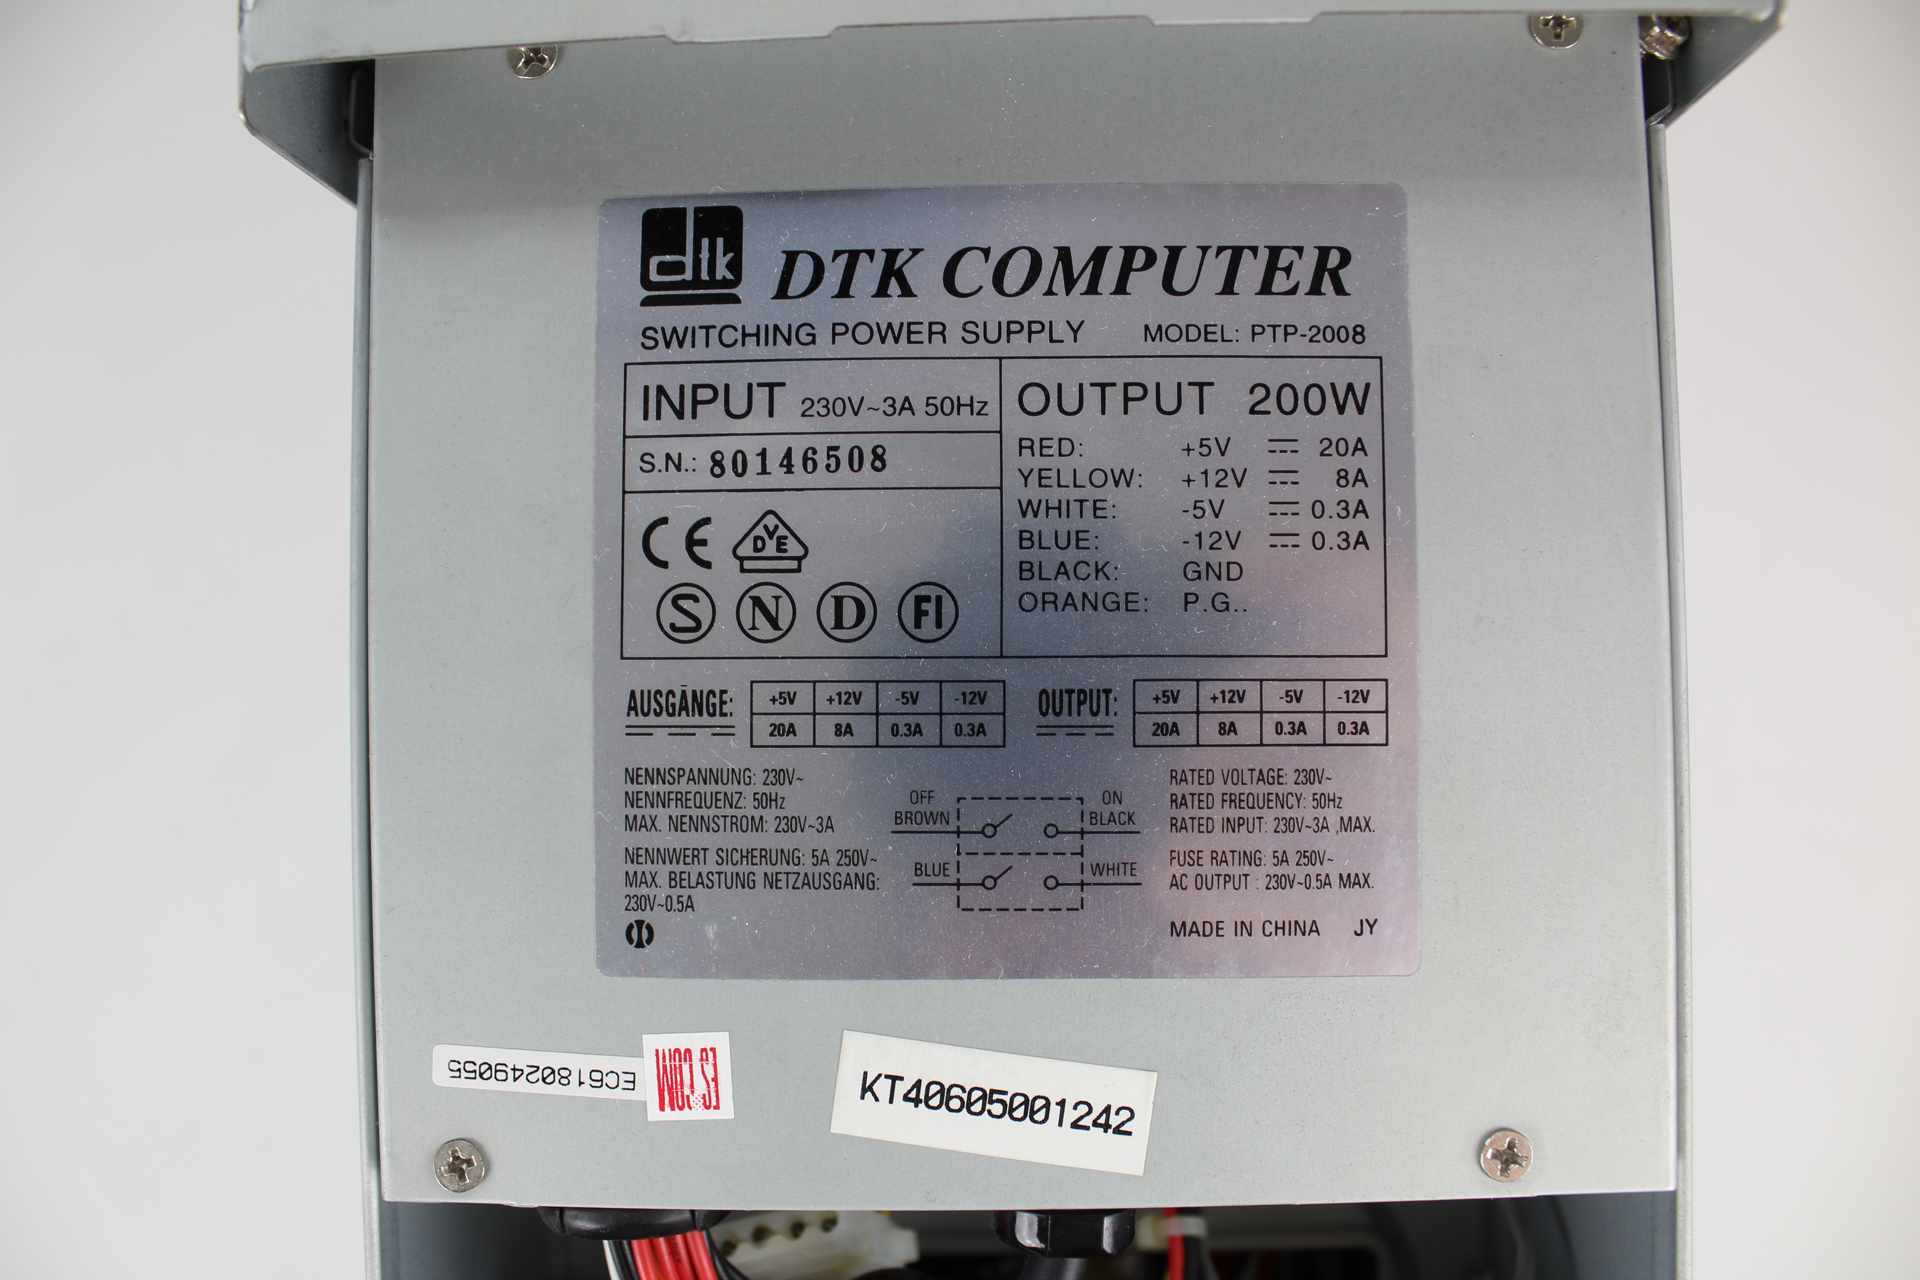 dtk DTK COMPUTER
SWITCHING POWER SUPPLY MODEL: PTP-2008
INPUT 230V~3A 50Hz
S.N.: 80146508
CE VDE
S N D FI
OUTPUT 200W
RED: +5V 20A
YELLOW: +12V 8A
WHITE: -5V 0.3A
BLUE: -12V 0.3A
BLACK: GND
ORANGE: P.G..
AUSGÄNGE: +5V +12V -5V -12V
20A 8A 0.3A 0.3A
OUTPUT: +5V +12V -5V -12V
20A 8A 0.3A 0.3A
NENNSPANNUNG: 230V~
NENNFREQUENZ: 50Hz
MAX. NENNSTROM: 230V~3A
NENNWERT SICHERUNG: 5A 250V~
MAX. BELASTUNG NETZAUSGANG:
230V~0.5A
OFF ON
BROWN BLACK
BLUE WHITE
RATED VOLTAGE: 230V~
RATED FREQUENCY: 50Hz
RATED INPUT: 230V~3A ,MAX.
FUSE RATING: 5A 250V~
AC OUTPUT : 230V~0.5A MAX.
MADE IN CHINA JY
EC6180249055
KT40605001242